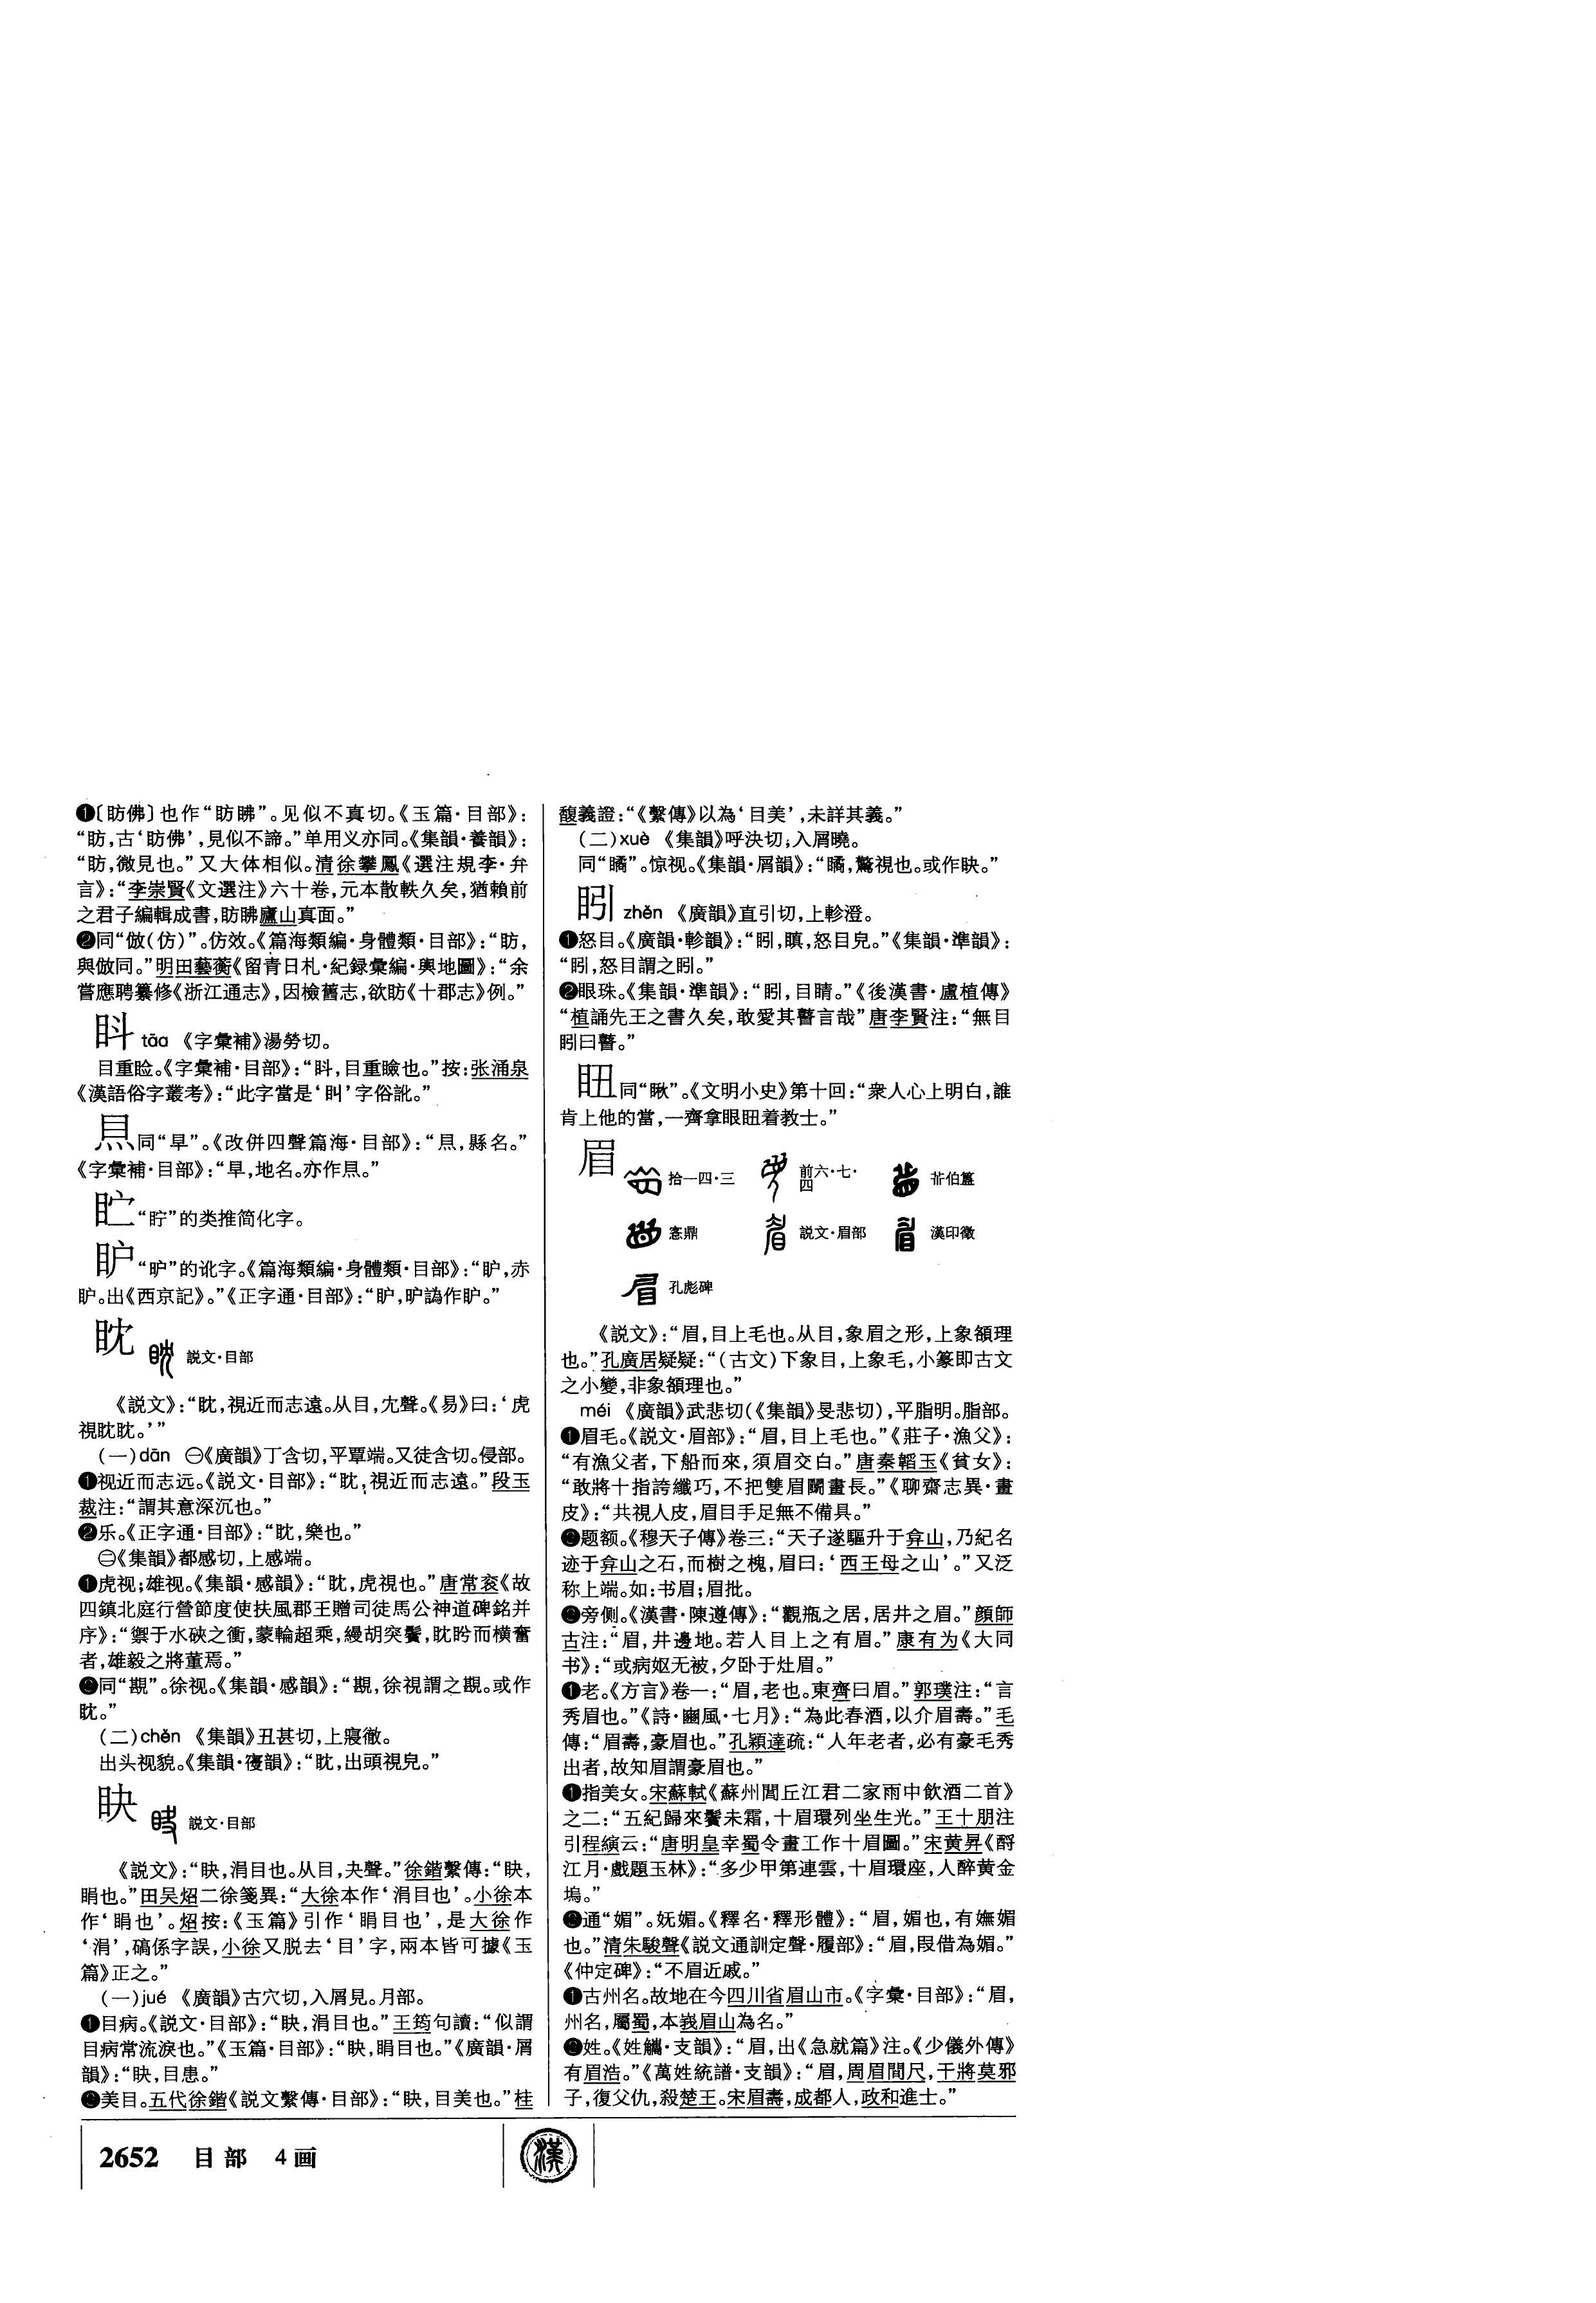 ❶〔眆佛〕也作“眆昲”。见似不真切。《玉篇·目部》：
“眆，古‘眆佛’，見似不諦。”单用义亦同。《集韻·養韻》：
“眆，微見也。”又大体相似。清徐攀鳳《選注規李·弁
言》：“李崇賢《文選注》六十卷，元本散軼久矣，猶賴前
之君子編輯成書，眆昲廬山真面。”
❷同“倣(仿)”。仿效。《篇海類編·身體類·目部》：“眆，
與倣同。”明田藝蘅《留青日札·紀録彙編·輿地圖》：“余
嘗應聘纂修《浙江通志》，因檢舊志，欲眆《十郡志》例。”
㪷 tāo 《字彙補》湯勞切。
目重睑。《字彙補·目部》：“，目重瞼也。”按：张涌泉
《漢語俗字叢考》：“此字當是‘䀗’字俗訛。”
同“㫗”。《改併四聲篇海·目部》：“，縣名。”
《字彙補·目部》：“，地名。亦作。”
“眝”的类推简化字。
“昈”的讹字。《篇海類編·身體類·目部》：“，赤
。出《西京記》。”《正字通·目部》：“，昈譌作。”
眈 説文·目部
《説文》：“眈，視近而志遠。从目，冘聲。《易》曰：‘虎
視眈眈。’”
(一)dān ㊀《廣韻》丁含切，平覃端。又徒含切。侵部。
❶视近而志远。《説文·目部》：“眈，視近而志遠。”段玉
裁注：“謂其意深沉也。”
❷乐。《正字通·目部》：“眈，樂也。”
㊁《集韻》都感切，上感端。
❶虎视；雄视。《集韻·感韻》：“眈，虎視也。”唐常衮《故
四鎮北庭行營節度使扶風郡王贈司徒馬公神道碑銘并
序》：“禦于水硤之衝，蒙輪超乘，縵胡突鬢，眈盻而横奮
者，雄毅之將董焉。”
❷同“覴”。徐视。《集韻·感韻》：“覴，徐視謂之覴。或作
眈。”
(二)chěn 《集韻》丑甚切，上寢徹。
出头视貌。《集韻·㝲韻》：“眈，出頭視皃。”
䀗 説文·目部
《説文》：“眏，涓目也。从目，夬聲。”徐鍇繫傳：“眏，
睊也。”田吴炤二徐箋異：“大徐本作‘涓目也’。小徐本
作‘睊也’。炤按：《玉篇》引作‘睊目也’，是大徐作
‘涓’，碻係字誤，小徐又脱去‘目’字，兩本皆可據《玉
篇》正之。”
(一)jué 《廣韻》古穴切，入屑見。月部。
❶目病。《説文·目部》：“，涓目也。”王筠句讀：“似謂
目病常流淚也。”《玉篇·目部》：“，睊目也。”《廣韻·屑
韻》：“，目患。”
❷美目。五代徐鍇《説文繫傳·目部》：“，目美也。”桂
馥義證：“《繫傳》以為‘目美’，未詳其義。”
(二)xuè 《集韻》呼決切，入屑曉。
同“瞲”。惊视。《集韻·屑韻》：“瞲，驚視也。或作。”
眹 zhěn 《廣韻》直引切，上軫澄。
❶怒目。《廣韻·軫韻》：“，瞋，怒目皃。”《集韻·準韻》：
“，怒目謂之。”
❷眼珠。《集韻·準韻》：“，目睛。”《後漢書·盧植傳》
“植誦先王之書久矣，敢愛其瞽言哉”唐李賢注：“無目
曰瞽。”
䀔同“瞅”。《文明小史》第十回：“衆人心上明白，誰
肯上他的當，一齊拿眼䀔着教士。”
眉 拾一四·三 前六·七·四 伯簋
鼎 説文·眉部 漢印徵
孔彪碑
《説文》：“眉，目上毛也。从目，象眉之形，上象頟理
也。”孔廣居疑疑：“(古文)下象目，上象毛，小篆即古文
之小變，非象頟理也。”
méi 《廣韻》武悲切(《集韻》旻悲切)，平脂明。脂部。
❶眉毛。《説文·眉部》：“眉，目上毛也。”《莊子·漁父》：
“有漁父者，下船而來，須眉交白。”唐秦韜玉《貧女》：
“敢將十指誇纖巧，不把雙眉鬭畫長。”《聊齋志異·畫
皮》：“共視人皮，眉目手足無不備具。”
❷题额。《穆天子傳》卷三：“天子遂驅升于弇山，乃紀名
迹于弇山之石，而樹之槐，眉曰：‘西王母之山’。”又泛
称上端。如：书眉；眉批。
❸旁侧。《漢書·陳遵傳》：“觀瓶之居，居井之眉。”顔師
古注：“眉，井邊地。若人目上之有眉。”康有为《大同
书》：“或病妪无被，夕卧于灶眉。”
❹老。《方言》卷一：“眉，老也。東齊曰眉。”郭璞注：“言
秀眉也。”《詩·豳風·七月》：“為此春酒，以介眉壽。”毛
傳：“眉壽，豪眉也。”孔穎達疏：“人年老者，必有豪毛秀
出者，故知眉謂豪眉也。”
❺指美女。宋蘇軾《蘇州閭丘江君二家雨中飲酒二首》
之二：“五紀歸來鬢未霜，十眉環列坐生光。”王十朋注
引程縯云：“唐明皇幸蜀令畫工作十眉圖。”宋黄昇《酹
江月·戲題玉林》：“多少甲第連雲，十眉環座，人醉黄金
塢。”
❻通“媚”。妩媚。《釋名·釋形體》：“眉，媚也，有嫵媚
也。”清朱駿聲《説文通訓定聲·履部》：“眉，叚借為媚。”
《仲定碑》：“不眉近戚。”
❼古州名。故地在今四川省眉山市。《字彙·目部》：“眉，
州名，屬蜀，本峩眉山為名。”
❽姓。《姓觿·支韻》：“眉，出《急就篇》注。《少儀外傳》
有眉浩。”《萬姓統譜·支韻》：“眉，周眉間尺，干將莫邪
子，復父仇，殺楚王。宋眉壽，成都人，政和進士。”
2652 目部 4画
漢